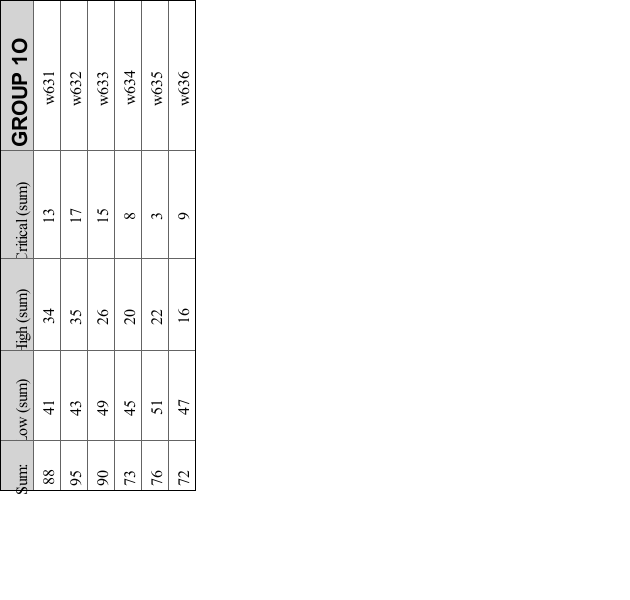 Sum: Low (sum) High (sum) Critical (sum) GROUP 1O
88 41 34 13 w631
95 43 35 17 w632
90 49 26 15 w633
73 45 20 8 w634
76 51 22 3 w635
72 47 16 9 w636